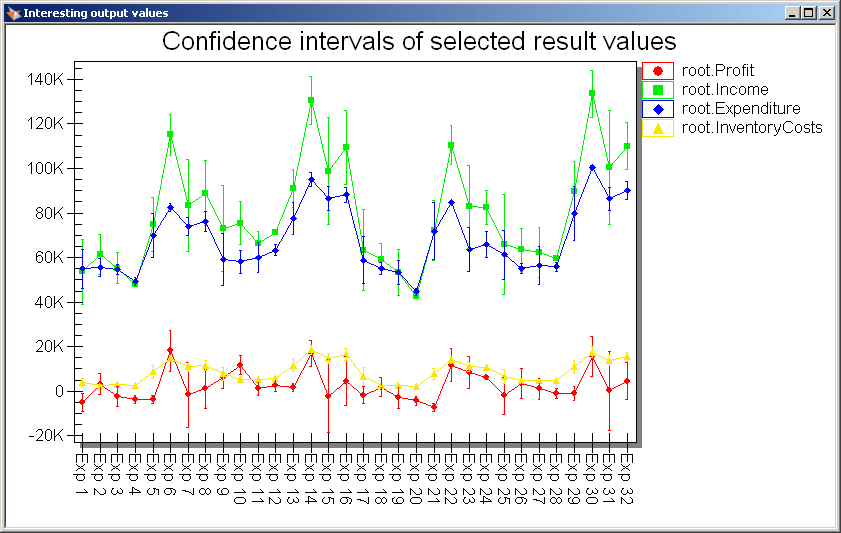 Interesting output values
Confidence intervals of selected result values
140K
120K
100K
80K
60K
40K
20K
0
-20K
Exp 1
Exp 2
Exp 3
Exp 4
Exp 5
Exp 6
Exp 7
Exp 8
Exp 9
Exp 10
Exp 11
Exp 12
Exp 13
Exp 14
Exp 15
Exp 16
Exp 17
Exp 18
Exp 19
Exp 20
Exp 21
Exp 22
Exp 23
Exp 24
Exp 25
Exp 26
Exp 27
Exp 28
Exp 29
Exp 30
Exp 31
Exp 32
root.Profit
root.Income
root.Expenditure
root.InventoryCosts